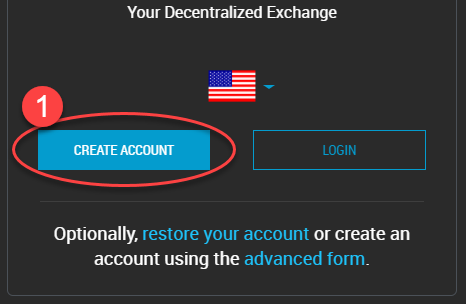 Your Decentralized Exchange
1
CREATE ACCOUNT
LOGIN
Optionally, restore your account or create an
account using the advanced form.